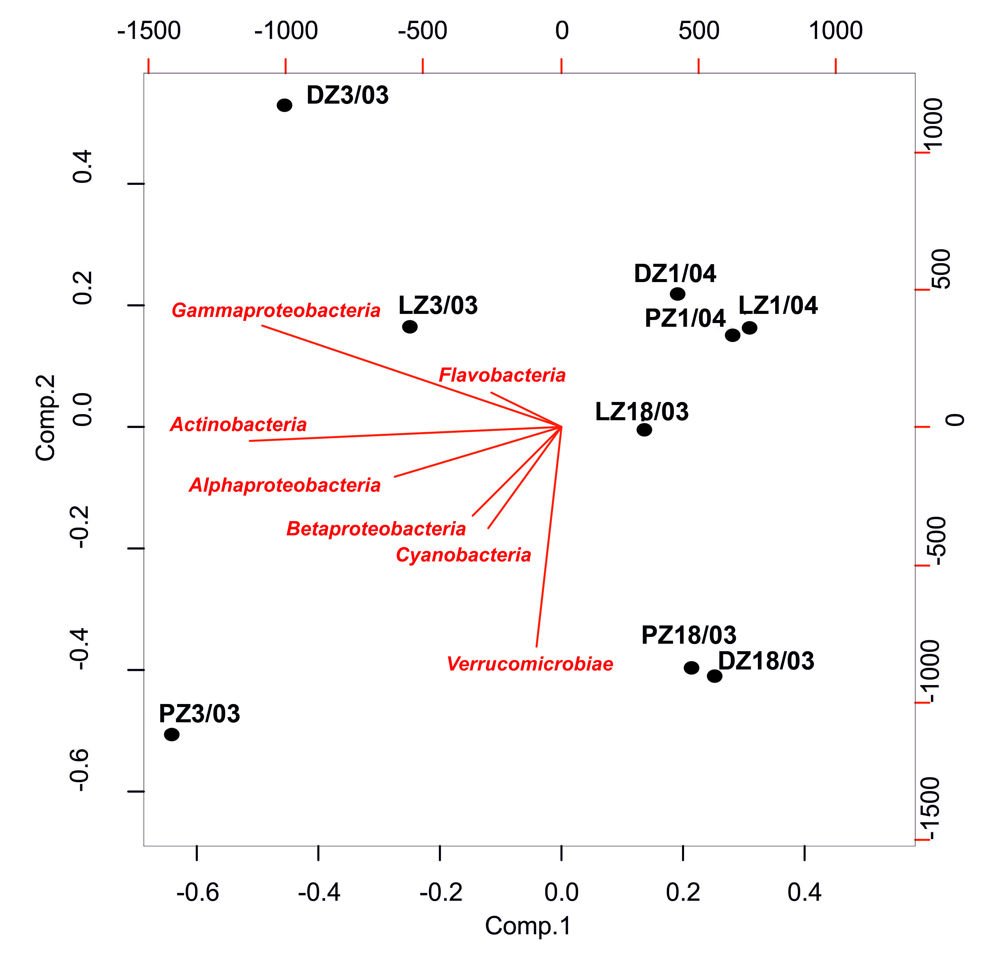 -1500 -1000 -500 0 500 1000
DZ3/03
1000
0.4
DZ1/04
500
LZ3/03
LZ1/04
Gammaproteobacteria
PZ1/04
0.2
Flavobacteria
LZ18/03
Comp.2
0.0
Actinobacteria
0
Alphaproteobacteria
-0.2
Betaproteobacteria
-500
Cyanobacteria
PZ18/03
-0.4
Verrucomicrobiae
DZ18/03
-1000
PZ3/03
-0.6
-1500
-0.6 -0.4 -0.2 0.0 0.2 0.4
Comp.1